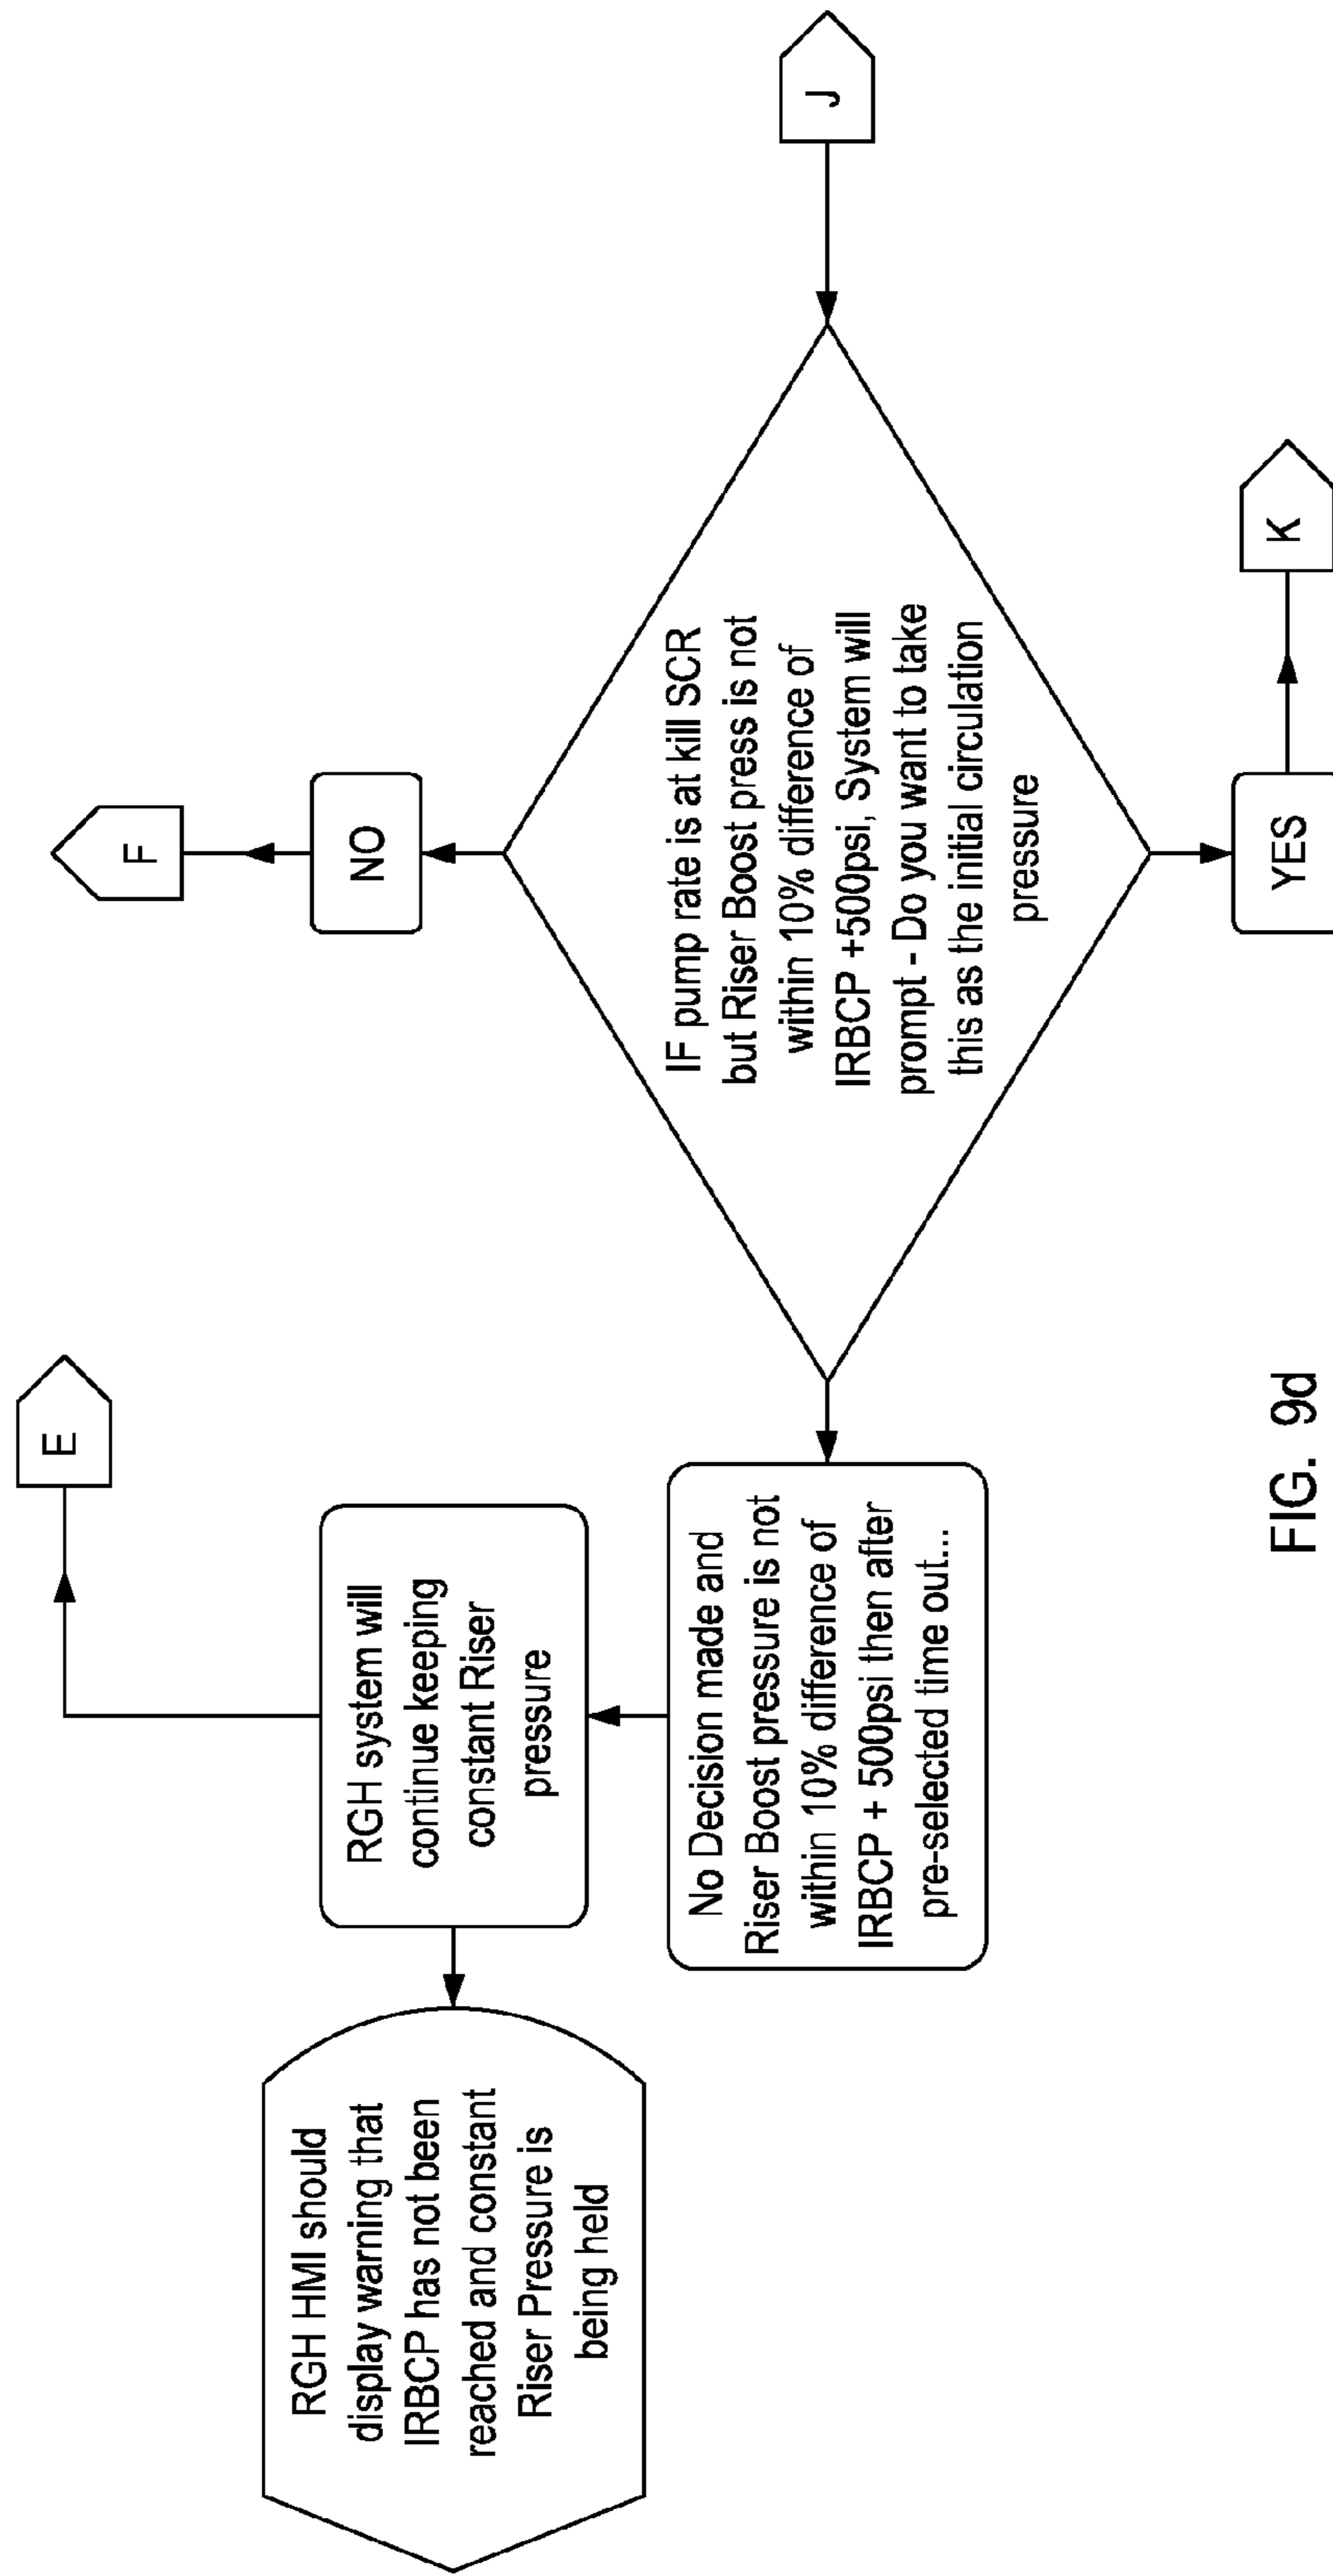 RGH HMI should
display warning that
IRBCP has not been
reached and constant
Riser Pressure is
being held
RGH system will
continue keeping
constant Riser
pressure
E
No Decision made and
Riser Boost pressure is not
within 10% difference of
IRBCP + 500psi then after
pre-selected time out...
F
NO
IF pump rate is at kill SCR
but Riser Boost press is not
within 10% difference of
IRBCP +500psi, System will
prompt - Do you want to take
this as the initial circulation
pressure
YES
K
J
FIG. 9d